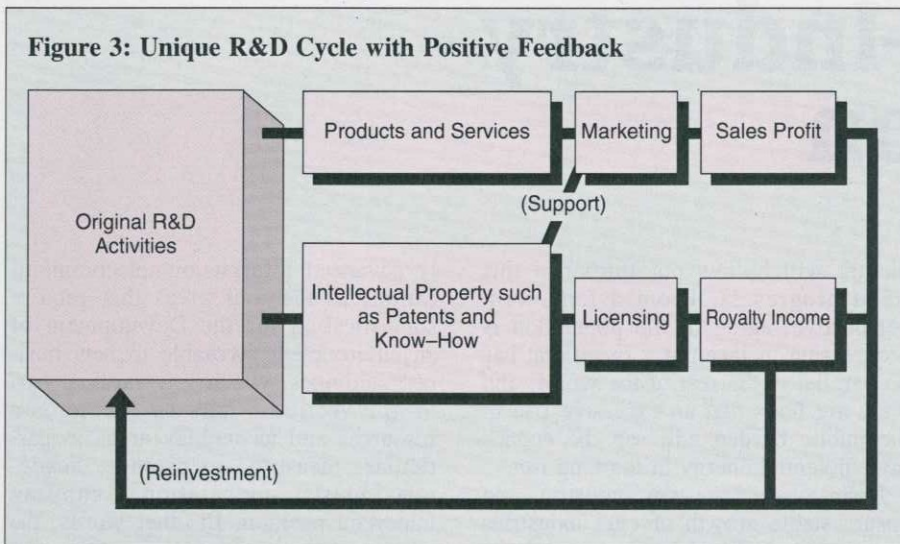 Figure 3: Unique R&D Cycle with Positive Feedback
Original R&D
Activities
Products and Services
Marketing
Sales Profit
(Support)
Intellectual Property such
as Patents and
Know–How
Licensing
Royalty Income
(Reinvestment)